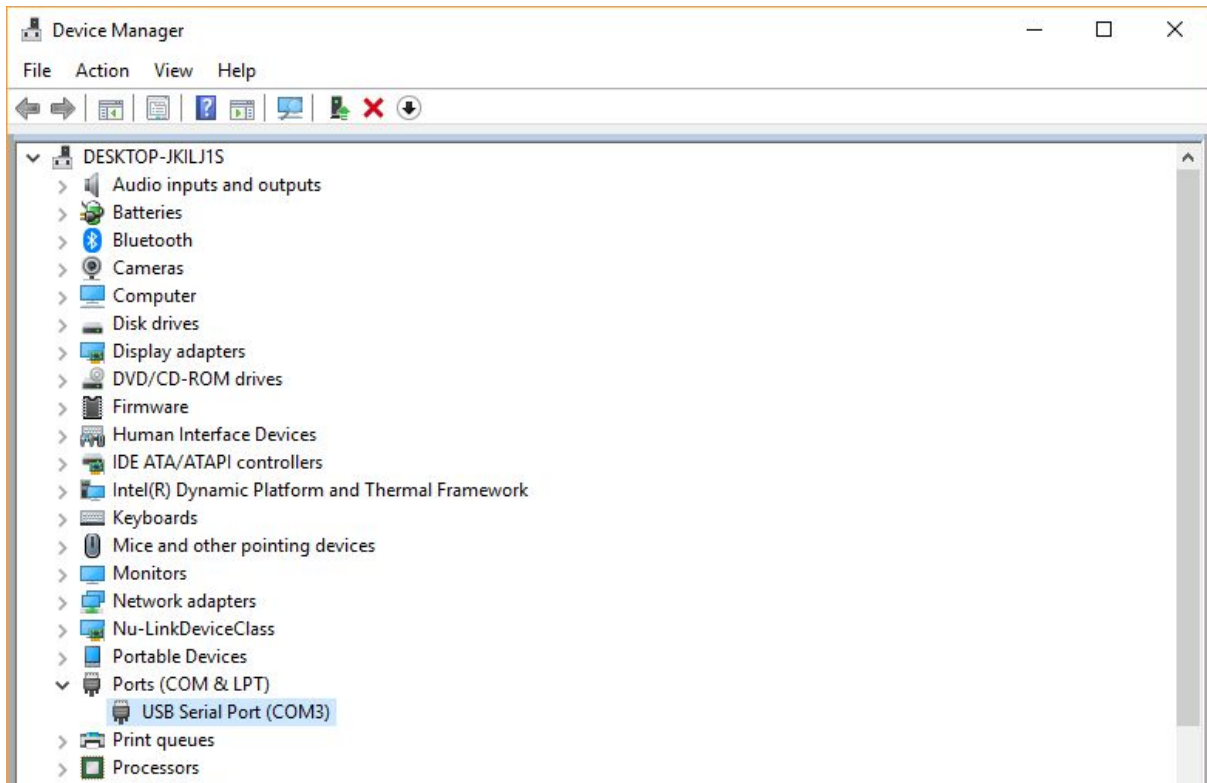 Device Manager
File Action View Help
DESKTOP-JKILJ1S
Audio inputs and outputs
Batteries
Bluetooth
Cameras
Computer
Disk drives
Display adapters
DVD/CD-ROM drives
Firmware
Human Interface Devices
IDE ATA/ATAPI controllers
Intel(R) Dynamic Platform and Thermal Framework
Keyboards
Mice and other pointing devices
Monitors
Network adapters
Nu-LinkDeviceClass
Portable Devices
Ports (COM & LPT)
USB Serial Port (COM3)
Print queues
Processors